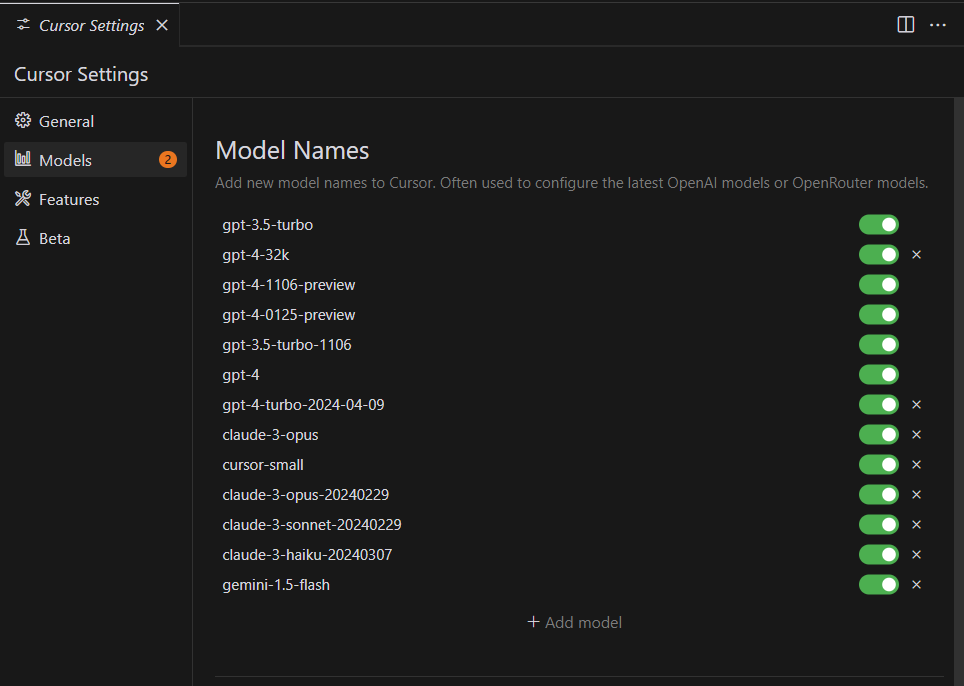 Cursor Settings
Cursor Settings
General
Models 2
Features
Beta
Model Names
Add new model names to Cursor. Often used to configure the latest OpenAI models or OpenRouter models.
gpt-3.5-turbo
gpt-4-32k
gpt-4-1106-preview
gpt-4-0125-preview
gpt-3.5-turbo-1106
gpt-4
gpt-4-turbo-2024-04-09
claude-3-opus
cursor-small
claude-3-opus-20240229
claude-3-sonnet-20240229
claude-3-haiku-20240307
gemini-1.5-flash
+ Add model